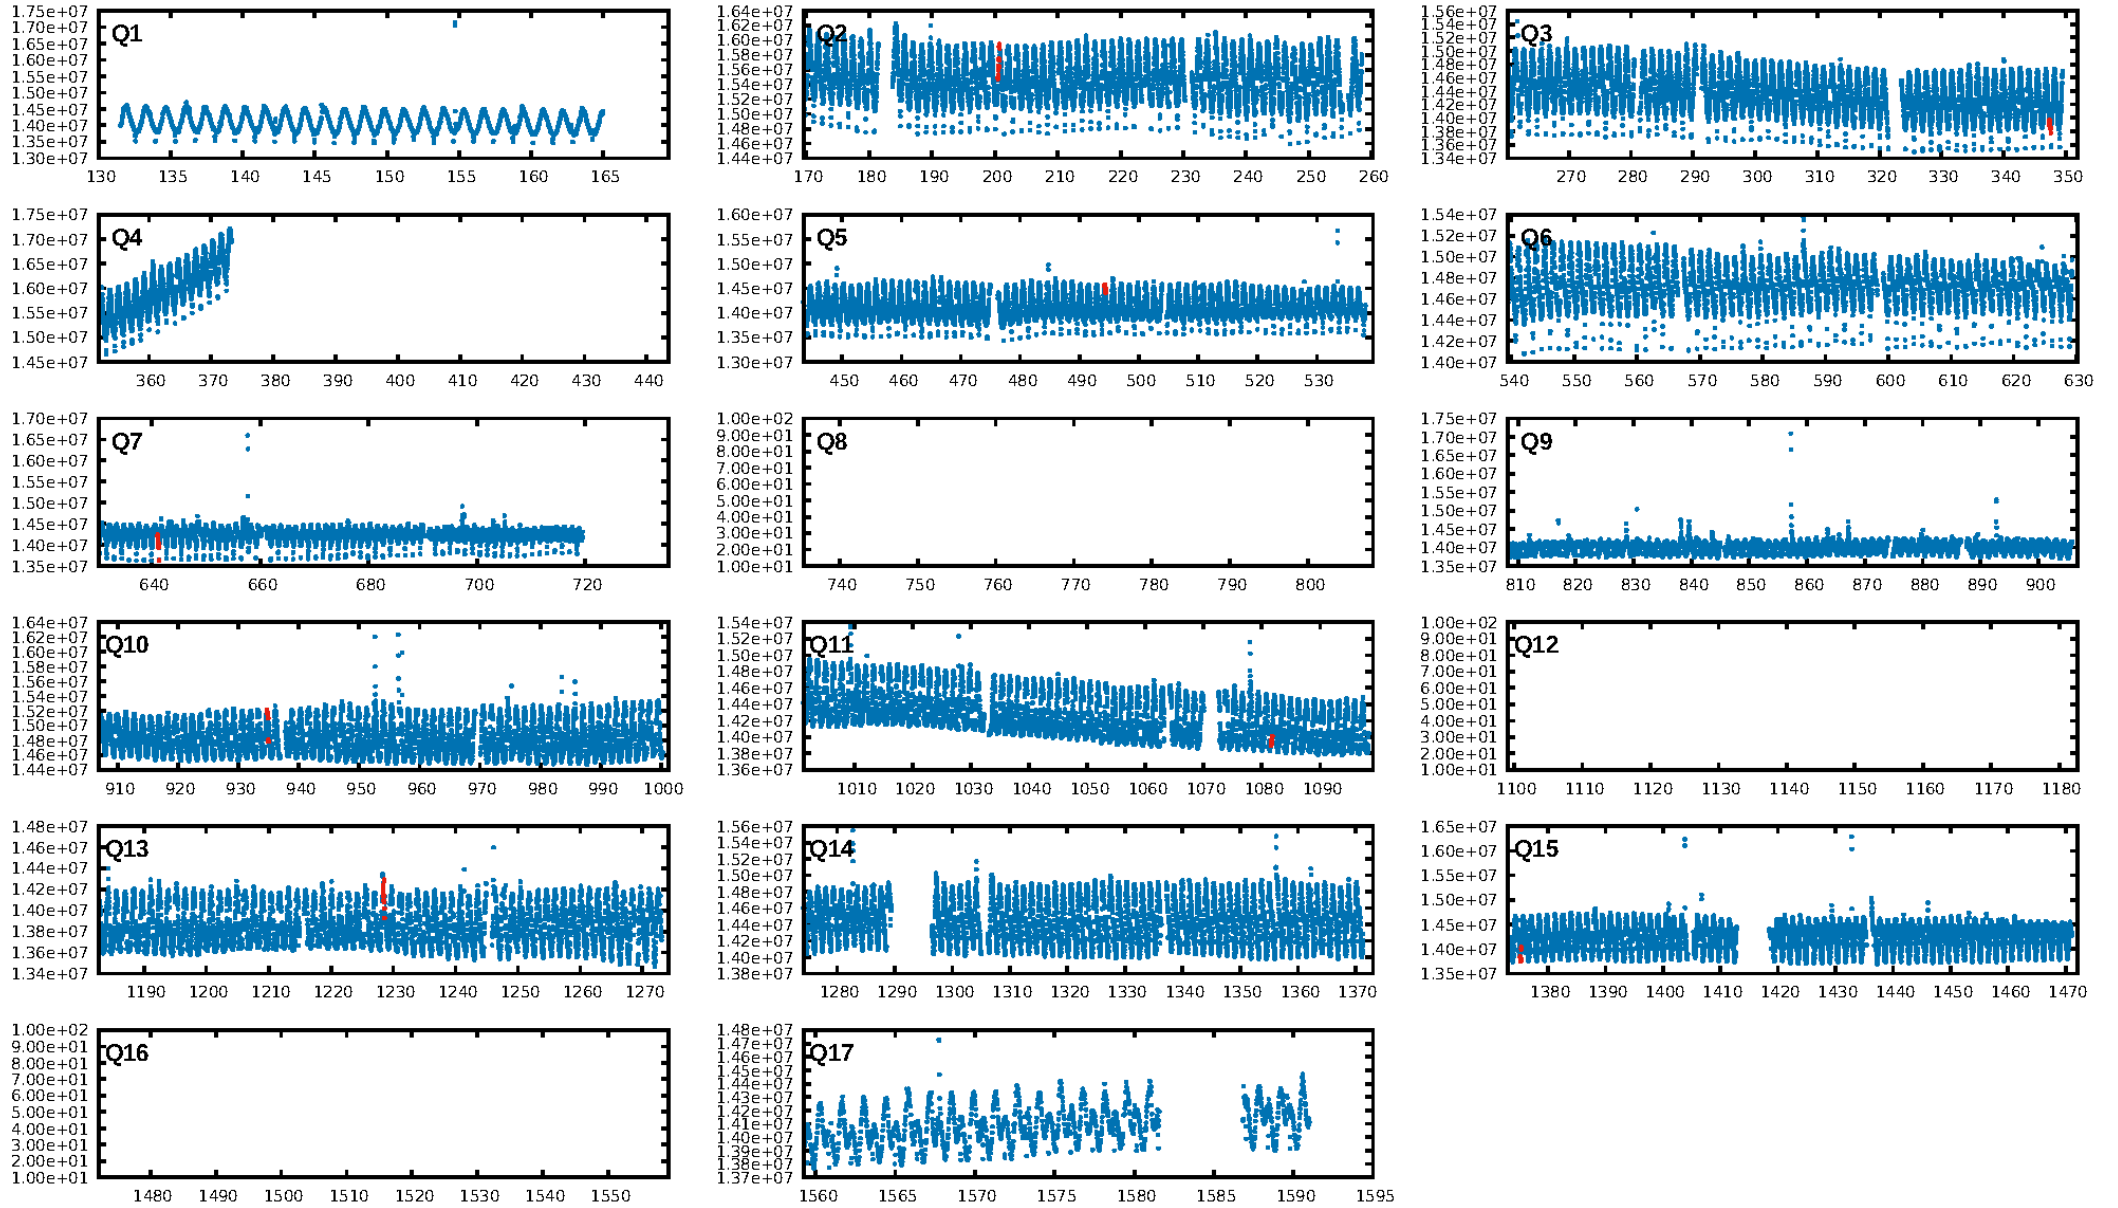 1.75e+07 1.70e+07 1.65e+07 1.60e+07 1.55e+07 1.50e+07 1.45e+07 1.40e+07 1.35e+07 1.30e+07
Q1
130 135 140 145 150 155 160 165
1.64e+07 1.62e+07 1.60e+07 1.58e+07 1.56e+07 1.54e+07 1.52e+07 1.50e+07 1.48e+07 1.46e+07 1.44e+07
Q2
170 180 190 200 210 220 230 240 250 260
1.56e+07 1.54e+07 1.52e+07 1.50e+07 1.48e+07 1.46e+07 1.44e+07 1.42e+07 1.40e+07 1.38e+07 1.36e+07 1.34e+07
Q3
270 280 290 300 310 320 330 340 350
1.75e+07 1.70e+07 1.65e+07 1.60e+07 1.55e+07 1.50e+07 1.45e+07
Q4
360 370 380 390 400 410 420 430 440
1.60e+07 1.55e+07 1.50e+07 1.45e+07 1.40e+07 1.35e+07 1.30e+07
Q5
450 460 470 480 490 500 510 520 530
1.54e+07 1.52e+07 1.50e+07 1.48e+07 1.46e+07 1.44e+07 1.42e+07 1.40e+07
Q6
540 550 560 570 580 590 600 610 620 630
1.70e+07 1.65e+07 1.60e+07 1.55e+07 1.50e+07 1.45e+07 1.40e+07 1.35e+07
Q7
640 660 680 700 720
1.00e+02 9.00e+01 8.00e+01 7.00e+01 6.00e+01 5.00e+01 4.00e+01 3.00e+01 2.00e+01 1.00e+01
Q8
740 750 760 770 780 790 800
1.75e+07 1.70e+07 1.65e+07 1.60e+07 1.55e+07 1.50e+07 1.45e+07 1.40e+07 1.35e+07
Q9
810 820 830 840 850 860 870 880 890 900
1.64e+07 1.62e+07 1.60e+07 1.58e+07 1.56e+07 1.54e+07 1.52e+07 1.50e+07 1.48e+07 1.46e+07 1.44e+07
Q10
910 920 930 940 950 960 970 980 990 1000
1.54e+07 1.52e+07 1.50e+07 1.48e+07 1.46e+07 1.44e+07 1.42e+07 1.40e+07 1.38e+07 1.36e+07
Q11
1010 1020 1030 1040 1050 1060 1070 1080 1090
1.00e+02 9.00e+01 8.00e+01 7.00e+01 6.00e+01 5.00e+01 4.00e+01 3.00e+01 2.00e+01 1.00e+01
Q12
1100 1110 1120 1130 1140 1150 1160 1170 1180
1.48e+07 1.46e+07 1.44e+07 1.42e+07 1.40e+07 1.38e+07 1.36e+07 1.34e+07
Q13
1190 1200 1210 1220 1230 1240 1250 1260 1270
1.56e+07 1.54e+07 1.52e+07 1.50e+07 1.48e+07 1.46e+07 1.44e+07 1.42e+07 1.40e+07 1.38e+07
Q14
1280 1290 1300 1310 1320 1330 1340 1350 1360 1370
1.65e+07 1.60e+07 1.55e+07 1.50e+07 1.45e+07 1.40e+07 1.35e+07
Q15
1380 1390 1400 1410 1420 1430 1440 1450 1460 1470
1.00e+02 9.00e+01 8.00e+01 7.00e+01 6.00e+01 5.00e+01 4.00e+01 3.00e+01 2.00e+01 1.00e+01
Q16
1480 1490 1500 1510 1520 1530 1540 1550
1.48e+07 1.47e+07 1.46e+07 1.45e+07 1.44e+07 1.43e+07 1.42e+07 1.41e+07 1.40e+07 1.39e+07 1.38e+07 1.37e+07
Q17
1560 1565 1570 1575 1580 1585 1590 1595